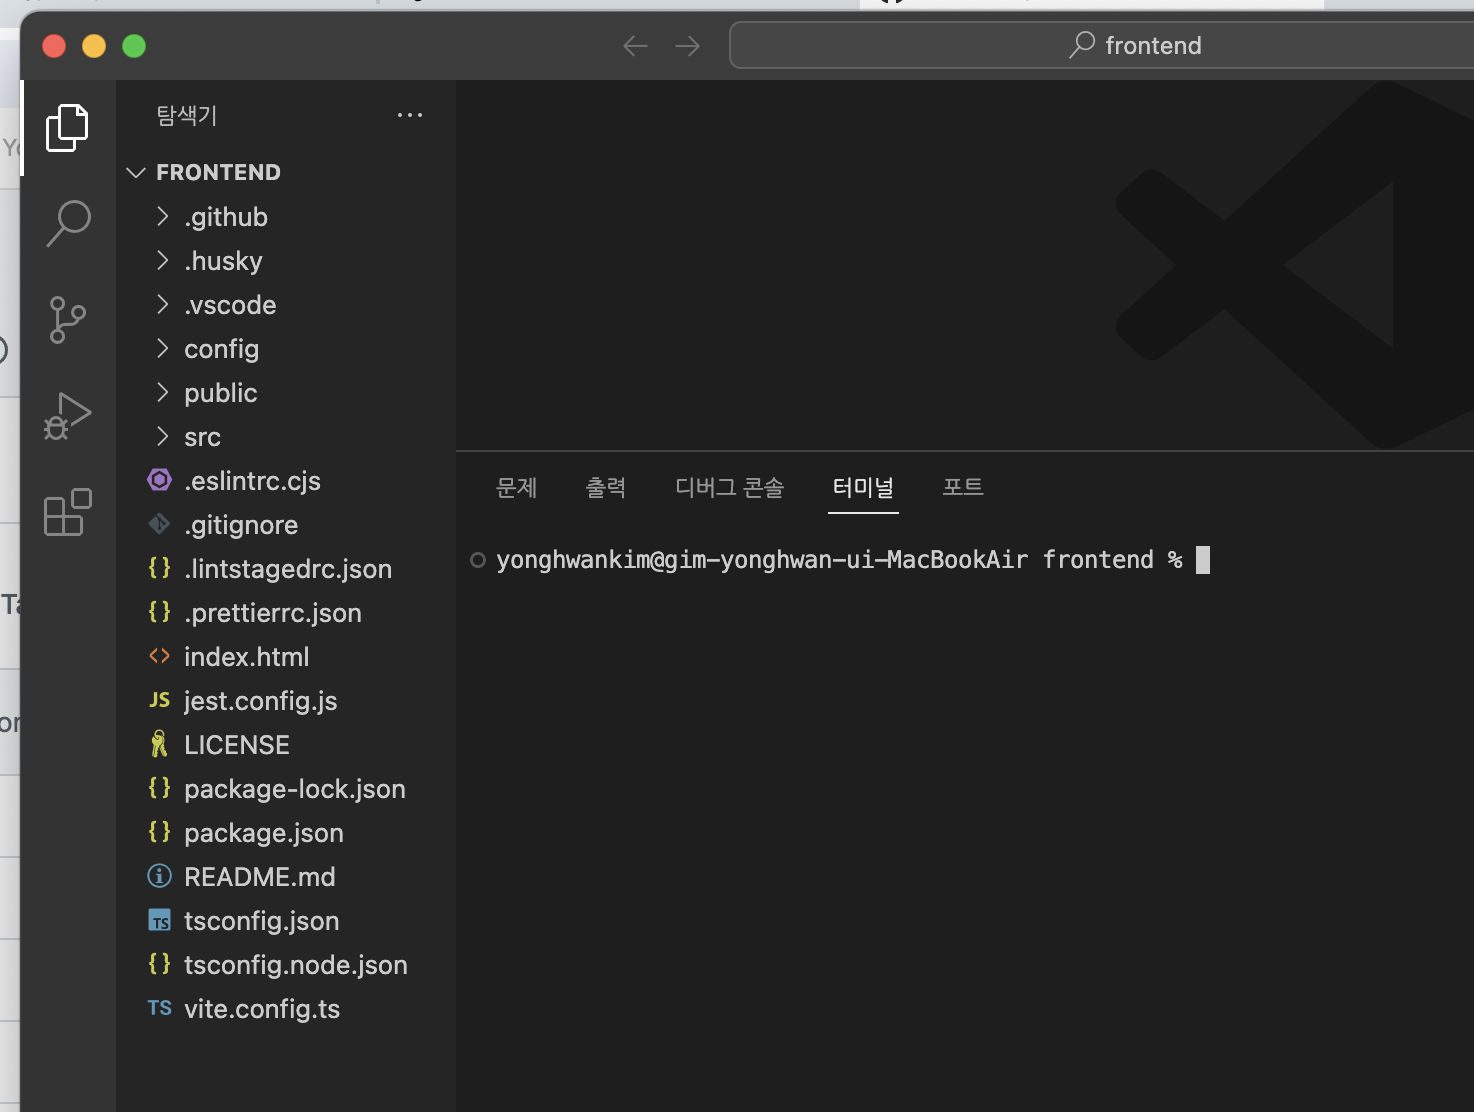 frontend
탐색기
FRONTEND
.github
.husky
.vscode
config
public
src
.eslintrc.cjs
.gitignore
{} .lintstagedrc.json
{} .prettierrc.json
<> index.html
JS jest.config.js
LICENSE
{} package-lock.json
{} package.json
README.md
TS tsconfig.json
{} tsconfig.node.json
TS vite.config.ts
문제 출력 디버그 콘솔 터미널 포트
yonghwankim@gim-yonghwan-ui-MacBookAir frontend %